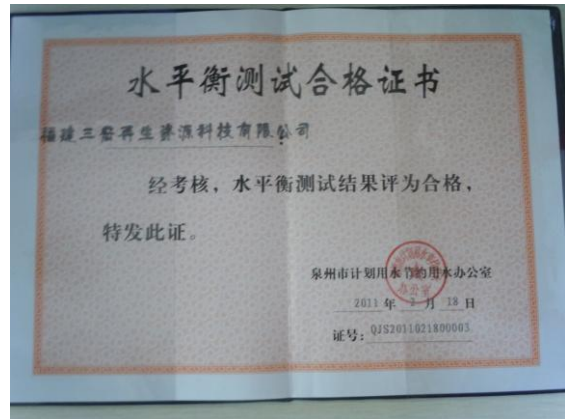 水平衡测试合格证书
福建三盛再生资源科技有限公司:
经考核，水平衡测试结果评为合格，
特发此证。
泉州市计划用水节约用水办公室
2011 年 月 18 日
证号：QJS2011021800003